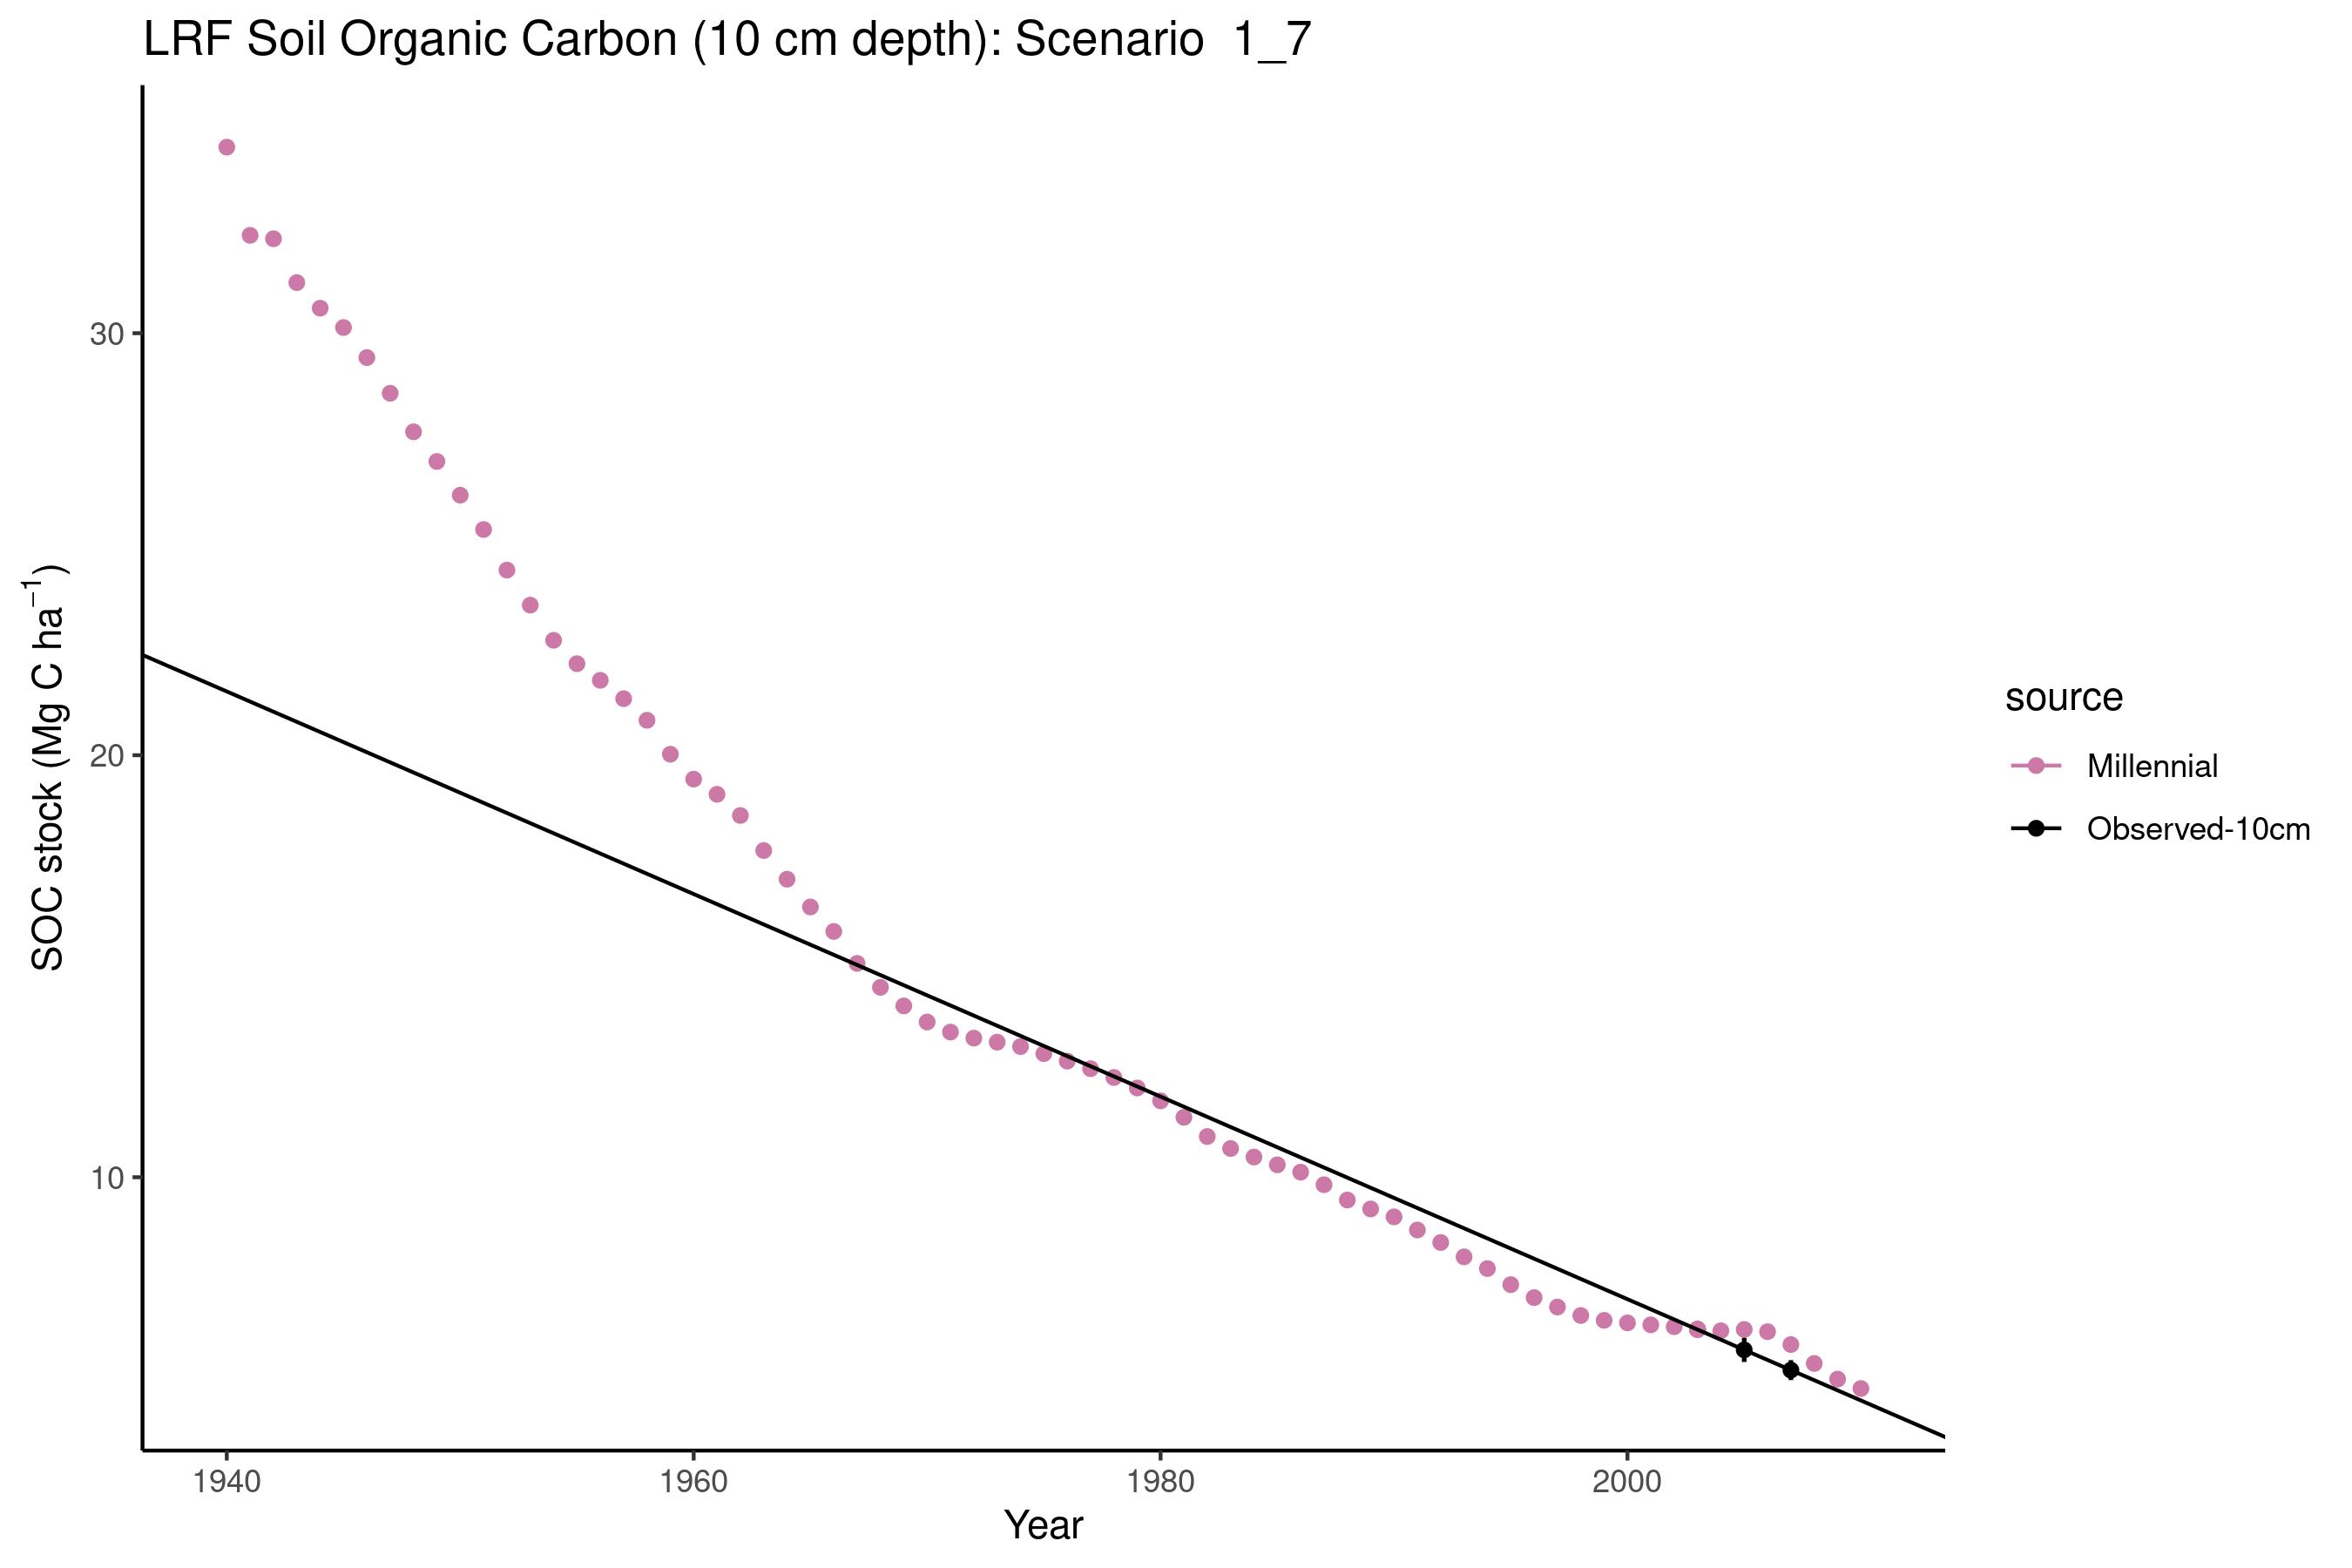 LRF Soil Organic Carbon (10 cm depth): Scenario  1_7
SOC stock (Mg C ha⁻¹)
30
20
10
1940
1960
1980
2000
Year
source
Millennial
Observed-10cm